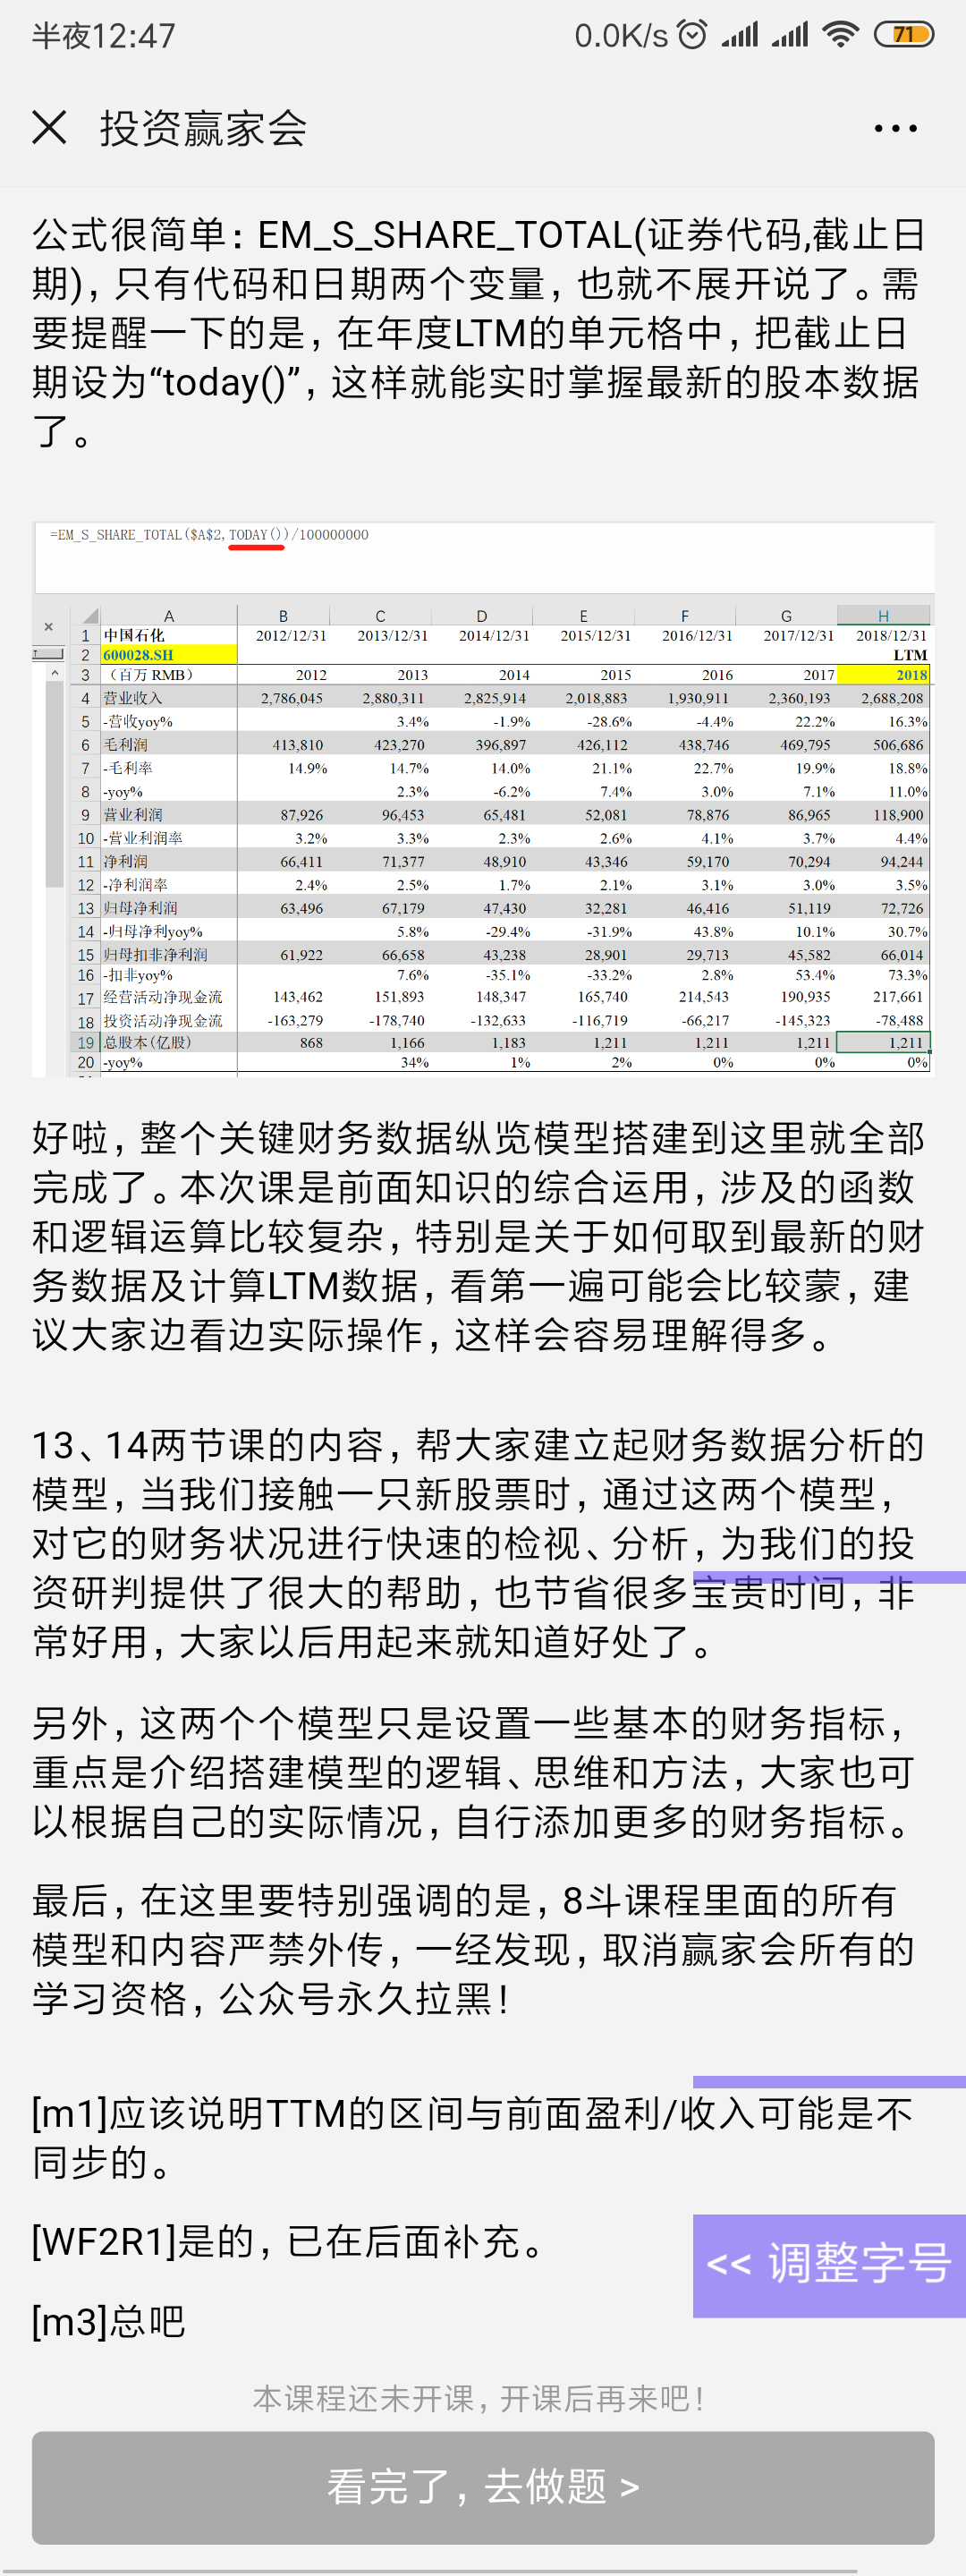 半夜12:47
0.0K/s
71
投资赢家会
公式很简单：EM_S_SHARE_TOTAL(证券代码,截止日
期)，只有代码和日期两个变量，也就不展开说了。需
要提醒一下的是，在年度LTM的单元格中，把截止日
期设为“today()”，这样就能实时掌握最新的股本数据
了。
=EM_S_SHARE_TOTAL($A$2,TODAY())/100000000
A B C D E F G H
1 中国石化 2012/12/31 2013/12/31 2014/12/31 2015/12/31 2016/12/31 2017/12/31 2018/12/31
2 600028.SH LTM
3 （百万 RMB） 2012 2013 2014 2015 2016 2017 2018
4 营业收入 2,786,045 2,880,311 2,825,914 2,018,883 1,930,911 2,360,193 2,688,208
5 -营收yoy% 3.4% -1.9% -28.6% -4.4% 22.2% 16.3%
6 毛利润 413,810 423,270 396,897 426,112 438,746 469,795 506,686
7 -毛利率 14.9% 14.7% 14.0% 21.1% 22.7% 19.9% 18.8%
8 -yoy% 2.3% -6.2% 7.4% 3.0% 7.1% 11.0%
9 营业利润 87,926 96,453 65,481 52,081 78,876 86,965 118,900
10 -营业利润率 3.2% 3.3% 2.3% 2.6% 4.1% 3.7% 4.4%
11 净利润 66,411 71,377 48,910 43,346 59,170 70,294 94,244
12 -净利润率 2.4% 2.5% 1.7% 2.1% 3.1% 3.0% 3.5%
13 归母净利润 63,496 67,179 47,430 32,281 46,416 51,119 72,726
14 -归母净利yoy% 5.8% -29.4% -31.9% 43.8% 10.1% 30.7%
15 归母扣非净利润 61,922 66,658 43,238 28,901 29,713 45,582 66,014
16 -扣非yoy% 7.6% -35.1% -33.2% 2.8% 53.4% 73.3%
17 经营活动净现金流 143,462 151,893 148,347 165,740 214,543 190,935 217,661
18 投资活动净现金流 -163,279 -178,740 -132,633 -116,719 -66,217 -145,323 -78,488
19 总股本(亿股) 868 1,166 1,183 1,211 1,211 1,211 1,211
20 -yoy% 34% 1% 2% 0% 0% 0%
好啦，整个关键财务数据纵览模型搭建到这里就全部
完成了。本次课是前面知识的综合运用，涉及的函数
和逻辑运算比较复杂，特别是关于如何取到最新的财
务数据及计算LTM数据，看第一遍可能会比较蒙，建
议大家边看边实际操作，这样会容易理解得多。
13、14两节课的内容，帮大家建立起财务数据分析的
模型，当我们接触一只新股票时，通过这两个模型，
对它的财务状况进行快速的检视、分析，为我们的投
资研判提供了很大的帮助，也节省很多宝贵时间，非
常好用，大家以后用起来就知道好处了。
另外，这两个个模型只是设置一些基本的财务指标，
重点是介绍搭建模型的逻辑、思维和方法，大家也可
以根据自己的实际情况，自行添加更多的财务指标。
最后，在这里要特别强调的是，8斗课程里面的所有
模型和内容严禁外传，一经发现，取消赢家会所有的
学习资格，公众号永久拉黑！
[m1]应该说明TTM的区间与前面盈利/收入可能是不
同步的。
[WF2R1]是的，已在后面补充。
<< 调整字号
[m3]总吧
本课程还未开课，开课后再来吧！
看完了，去做题 >